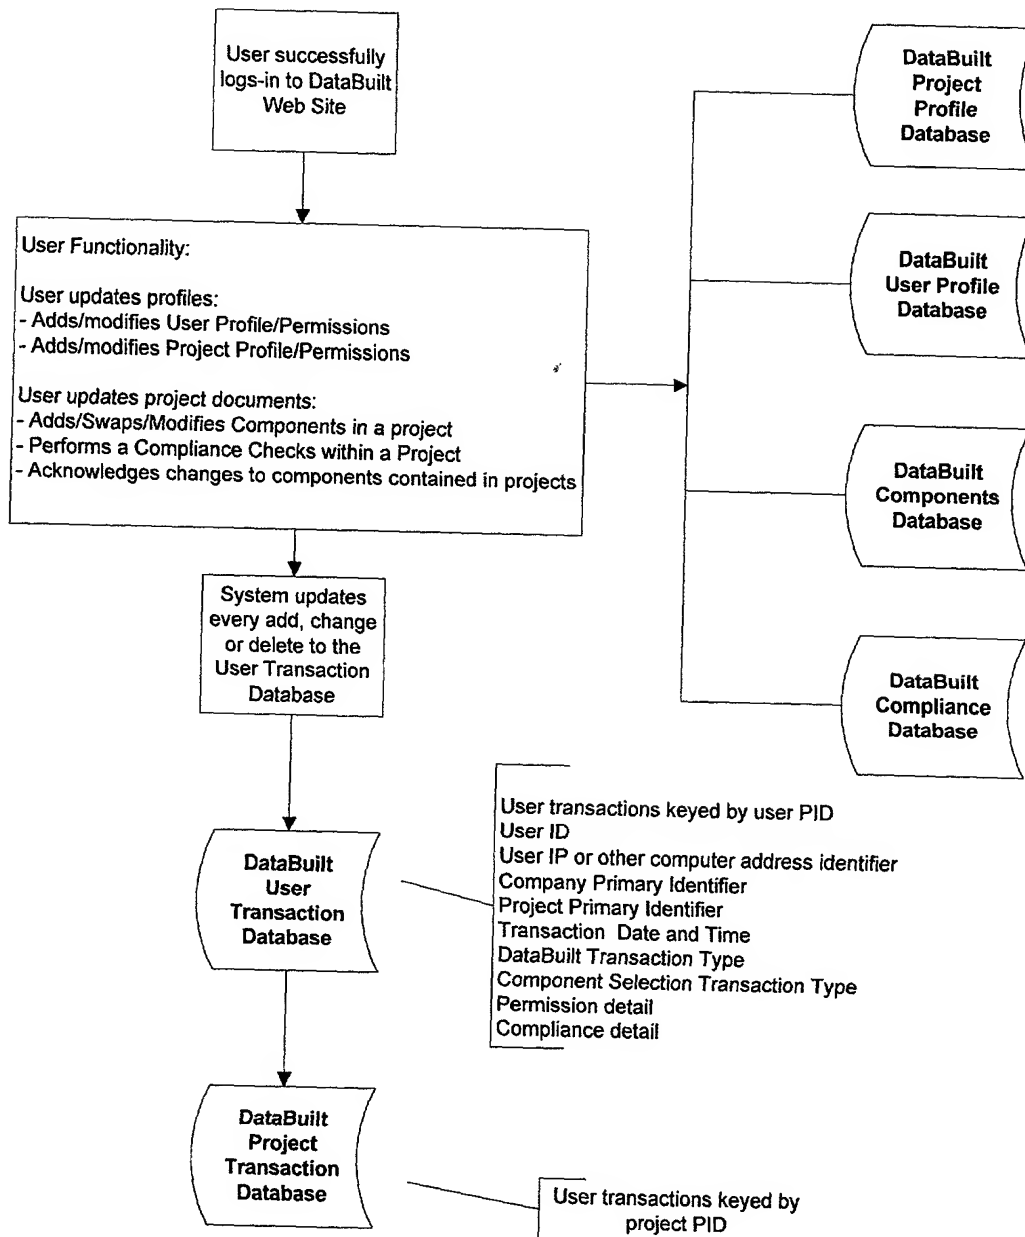 User successfully
logs-in to DataBuilt
Web Site
DataBuilt
Project
Profile
Database
User Functionality:
User updates profiles:
- Adds/modifies User Profile/Permissions
- Adds/modifies Project Profile/Permissions
User updates project documents:
- Adds/Swaps/Modifies Components in a project
- Performs a Compliance Checks within a Project
- Acknowledges changes to components contained in projects
DataBuilt
User Profile
Database
DataBuilt
Components
Database
DataBuilt
Compliance
Database
System updates
every add, change
or delete to the
User Transaction
Database
DataBuilt
User
Transaction
Database
User transactions keyed by user PID
User ID
User IP or other computer address identifier
Company Primary Identifier
Project Primary Identifier
Transaction Date and Time
DataBuilt Transaction Type
Component Selection Transaction Type
Permission detail
Compliance detail
DataBuilt
Project
Transaction
Database
User transactions keyed by
project PID